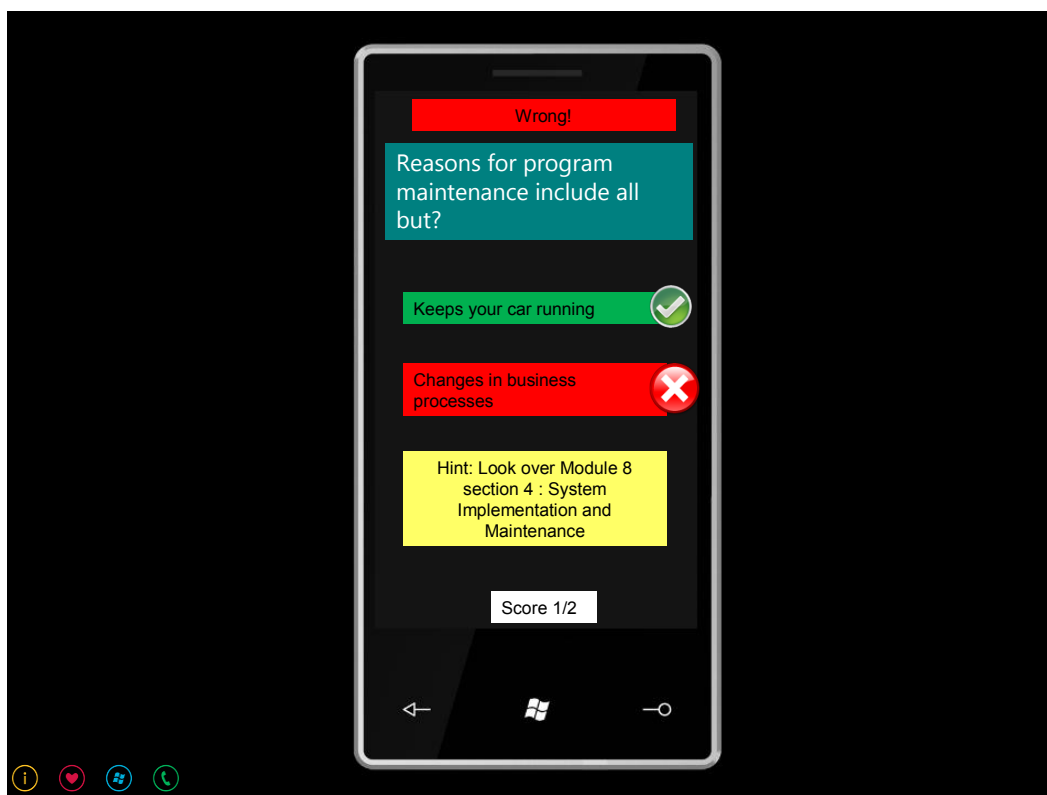 Wrong!
Reasons for program
maintenance include all
but?
Keeps your car running
Changes in business
processes
Hint: Look over Module 8
section 4 : System
Implementation and
Maintenance
Score 1/2